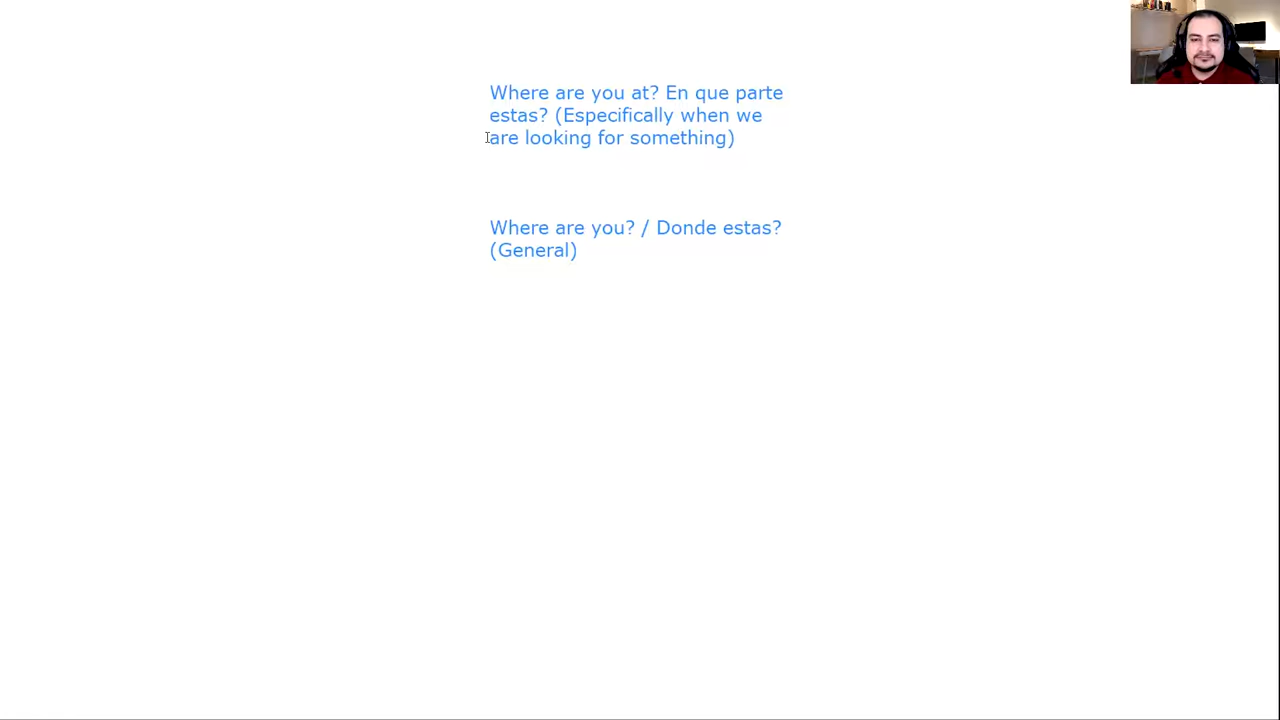 Where are you at? En que parte
estas? (Especifically when we
are looking for something)
Where are you? / Donde estas?
(General)